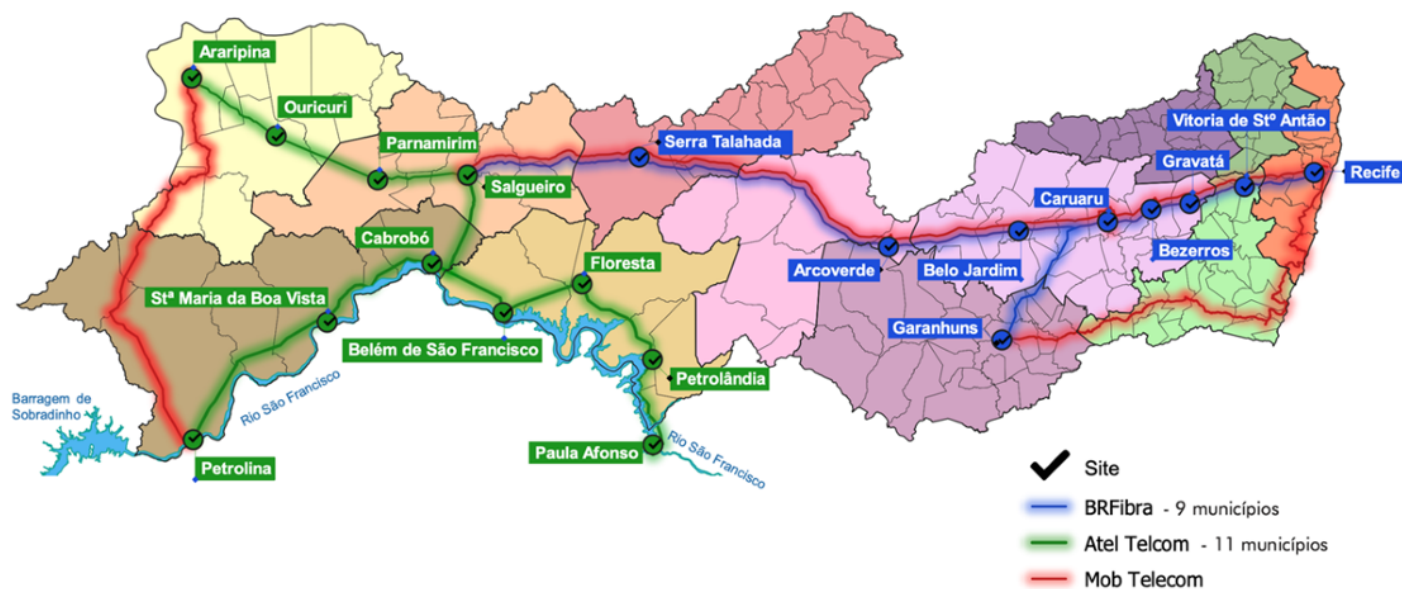 Araripina
Ouricuri
Parnamirim
Serra Talahada
Vitoria de Stº Antão
Gravatá
Recife
Salgueiro
Caruaru
Cabrobó
Floresta
Bezerros
Arcoverde
Belo Jardim
Stª Maria da Boa Vista
Garanhuns
Belém de São Francisco
Petrolândia
Rio São Francisco
Barragem de
Sobradinho
Paula Afonso
Rio São Francisco
Petrolina
Site
BRFibra - 9 municípios
Atel Telcom - 11 municípios
Mob Telecom